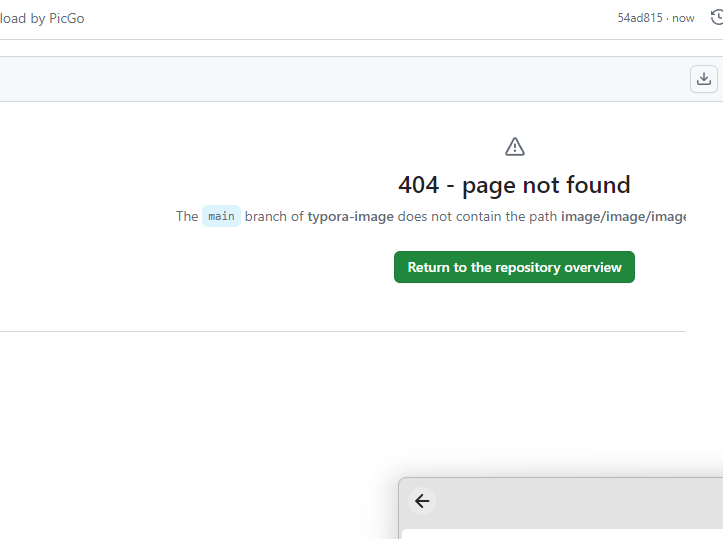 load by PicGo
54ad815 · now
404 - page not found
The main branch of typora-image does not contain the path image/image/image
Return to the repository overview